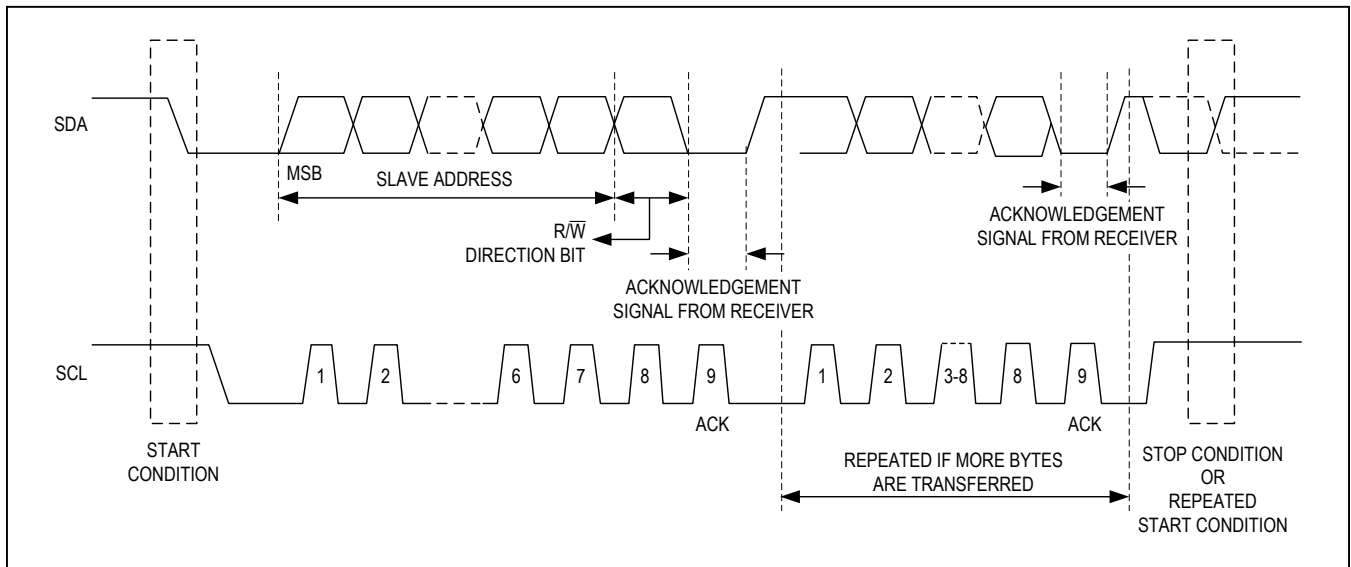 SDA
MSB
SLAVE ADDRESS
R/W̅
DIRECTION BIT
ACKNOWLEDGEMENT
SIGNAL FROM RECEIVER
ACKNOWLEDGEMENT
SIGNAL FROM RECEIVER
SCL
1
2
6
7
8
9
1
2
3-8
8
9
ACK
ACK
START
CONDITION
REPEATED IF MORE BYTES
ARE TRANSFERRED
STOP CONDITION
OR
REPEATED
START CONDITION